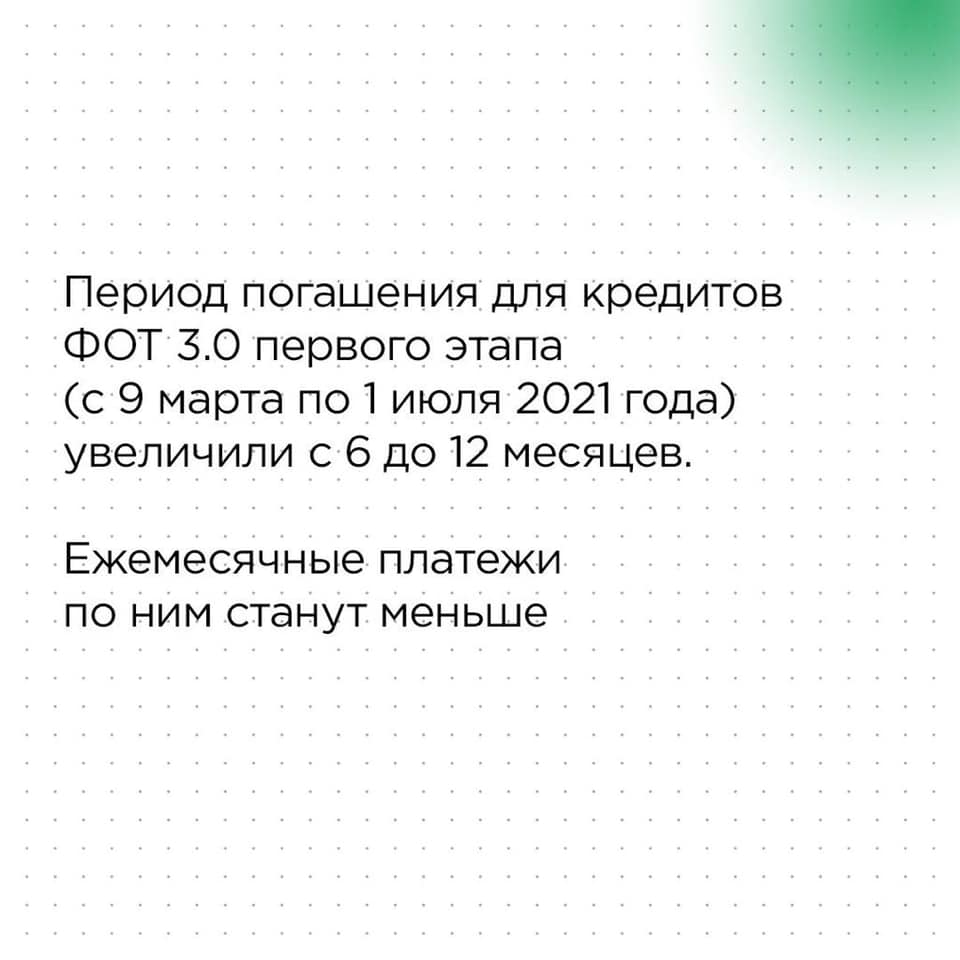 Период погашения для кредитов
ФОТ 3.0 первого этапа
(с 9 марта по 1 июля 2021 года)
увеличили с 6 до 12 месяцев.
Ежемесячные платежи
по ним станут меньше